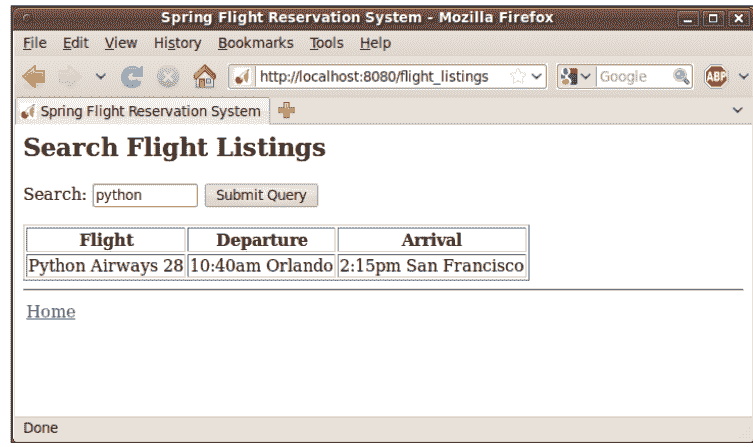 Spring Flight Reservation System - Mozilla Firefox
File Edit View History Bookmarks Tools Help
http://localhost:8080/flight_listings Google ABP
Spring Flight Reservation System
Search Flight Listings
Search: python Submit Query
Flight Departure Arrival
Python Airways 28 10:40am Orlando 2:15pm San Francisco
Home
Done